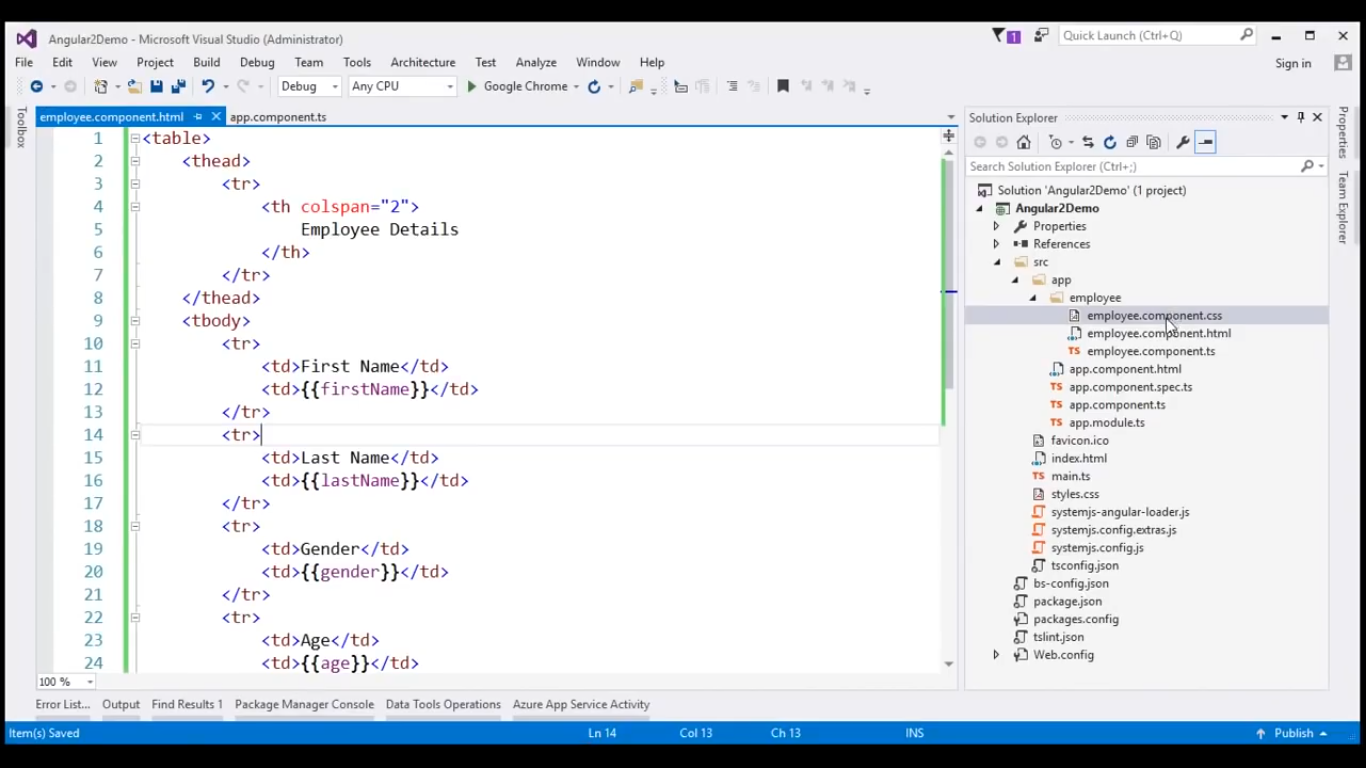 Angular2Demo - Microsoft Visual Studio (Administrator)
1
Quick Launch (Ctrl+Q)
File Edit View Project Build Debug Team Tools Architecture Test Analyze Window Help
Sign in
Debug Any CPU Google Chrome
Toolbox
employee.component.html app.component.ts
1 <table>
2 <thead>
3 <tr>
4 <th colspan="2">
5 Employee Details
6 </th>
7 </tr>
8 </thead>
9 <tbody>
10 <tr>
11 <td>First Name</td>
12 <td>{{firstName}}</td>
13 </tr>
14 <tr>
15 <td>Last Name</td>
16 <td>{{lastName}}</td>
17 </tr>
18 <tr>
19 <td>Gender</td>
20 <td>{{gender}}</td>
21 </tr>
22 <tr>
23 <td>Age</td>
24 <td>{{age}}</td>
100 %
Solution Explorer
Search Solution Explorer (Ctrl+;)
Solution 'Angular2Demo' (1 project)
Angular2Demo
Properties
References
src
app
employee
employee.component.css
employee.component.html
TS employee.component.ts
app.component.html
TS app.component.spec.ts
TS app.component.ts
TS app.module.ts
favicon.ico
index.html
TS main.ts
styles.css
systemjs-angular-loader.js
systemjs.config.extras.js
systemjs.config.js
tsconfig.json
bs-config.json
package.json
packages.config
tslint.json
Web.config
Properties
Team Explorer
Error List... Output Find Results 1 Package Manager Console Data Tools Operations Azure App Service Activity
Item(s) Saved Ln 14 Col 13 Ch 13 INS Publish